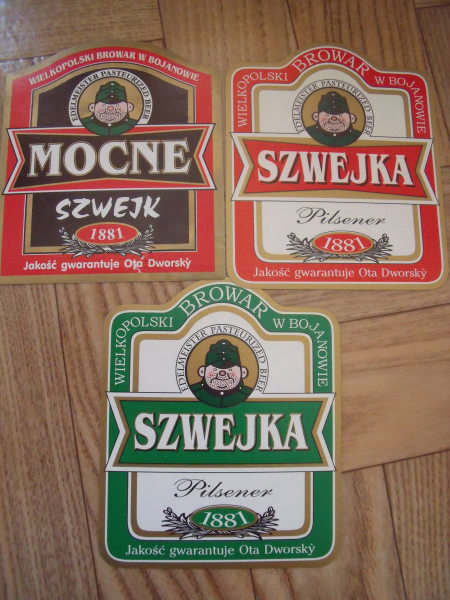 WIELKOPOLSKI BROWAR W BOJANOWIE
EDELMEISTER PASTEURIZED BEER
MOCNE
SZWEJK
1881
Jakość gwarantuje Ota Dworský
WIELKOPOLSKI BROWAR W BOJANOWIE
EDELMEISTER PASTEURIZED BEER
SZWEJKA
Pilsener
1881
Jakość gwarantuje Ota Dworský
WIELKOPOLSKI BROWAR W BOJANOWIE
EDELMEISTER PASTEURIZED BEER
SZWEJKA
Pilsener
1881
Jakość gwarantuje Ota Dworský